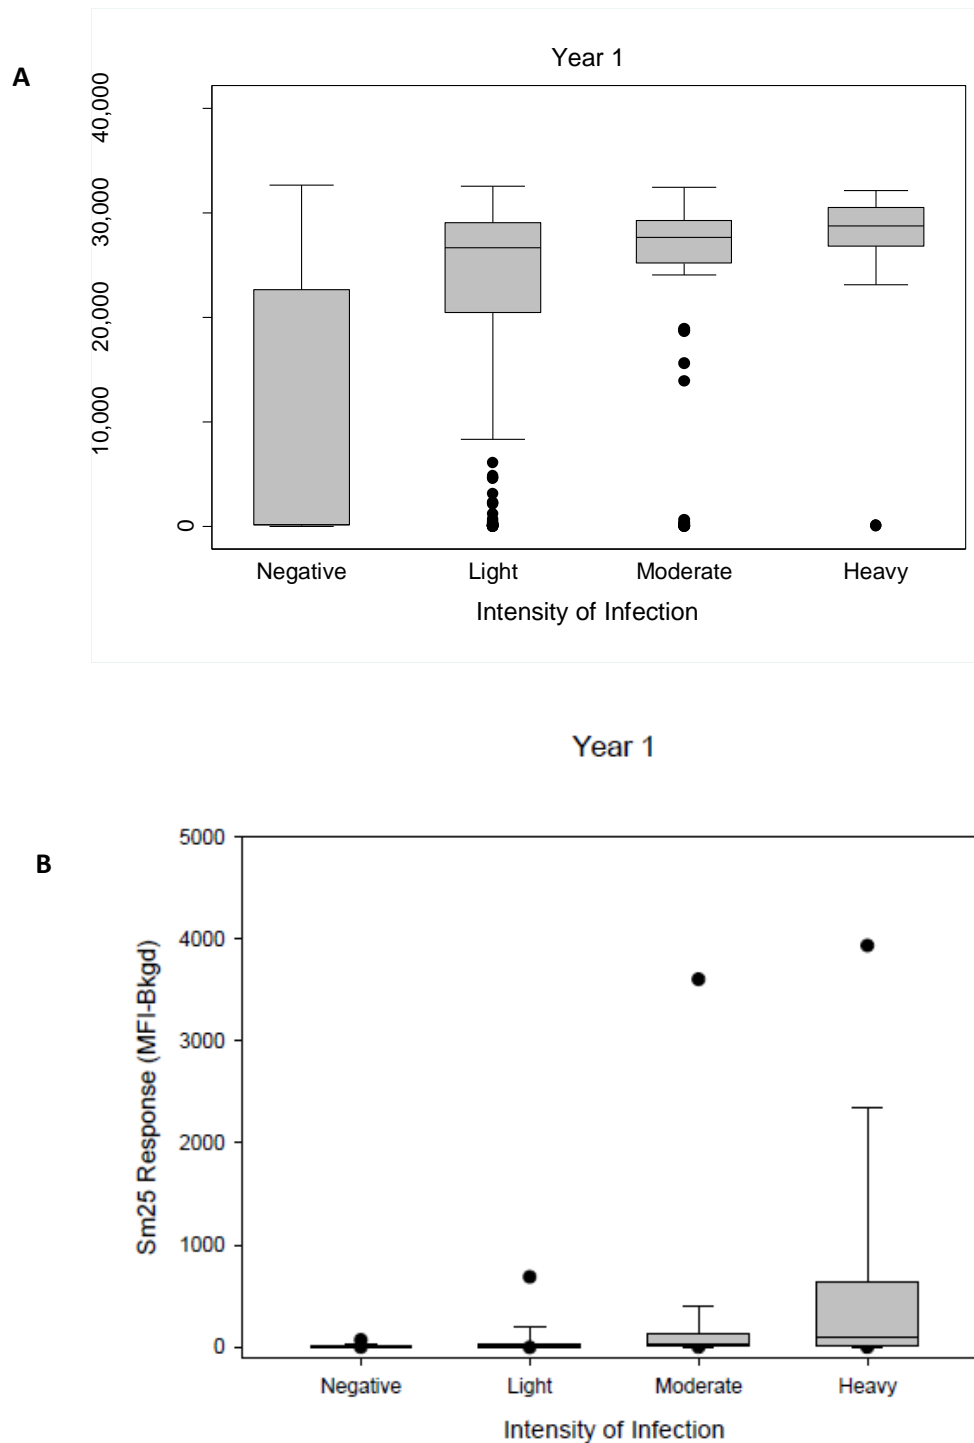 A
Year 1
40,000
30,000
20,000
10,000
0
Negative Light Moderate Heavy
Intensity of Infection
Year 1
B
Sm25 Response (MFI-Bkgd)
5000
4000
3000
2000
1000
0
Negative Light Moderate Heavy
Intensity of Infection